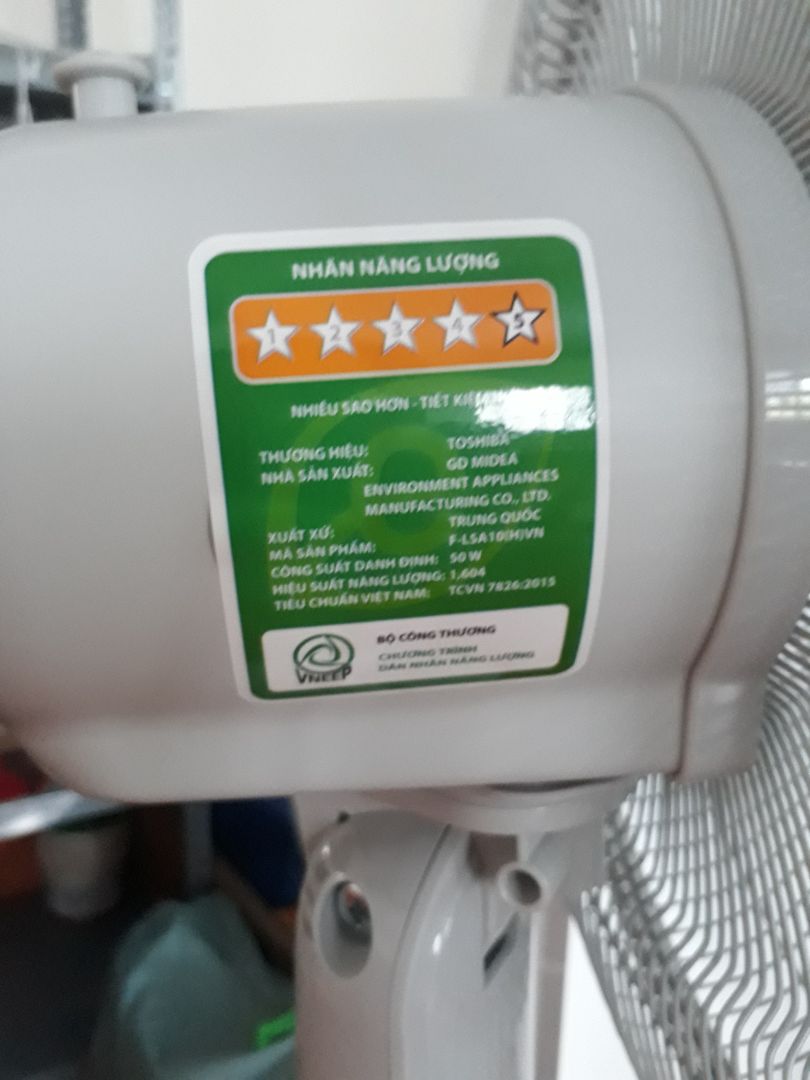 NHÃN NĂNG LƯỢNG
1 2 3 4 5
NHIỀU SAO HƠN - TIẾT KIỆM
THƯƠNG HIỆU: TOSHIBA
NHÀ SẢN XUẤT: GD MIDEA
ENVIRONMENT APPLIANCES
MANUFACTURING CO., LTD.
XUẤT XỨ: TRUNG QUỐC
MÃ SẢN PHẨM: F-LSA10(H)VN
CÔNG SUẤT DANH ĐỊNH: 50 W
HIỆU SUẤT NĂNG LƯỢNG: 1,604
TIÊU CHUẨN VIỆT NAM: TCVN 7826:2015
VNEEP
BỘ CÔNG THƯƠNG
CHƯƠNG TRÌNH
DÁN NHÃN NĂNG LƯỢNG